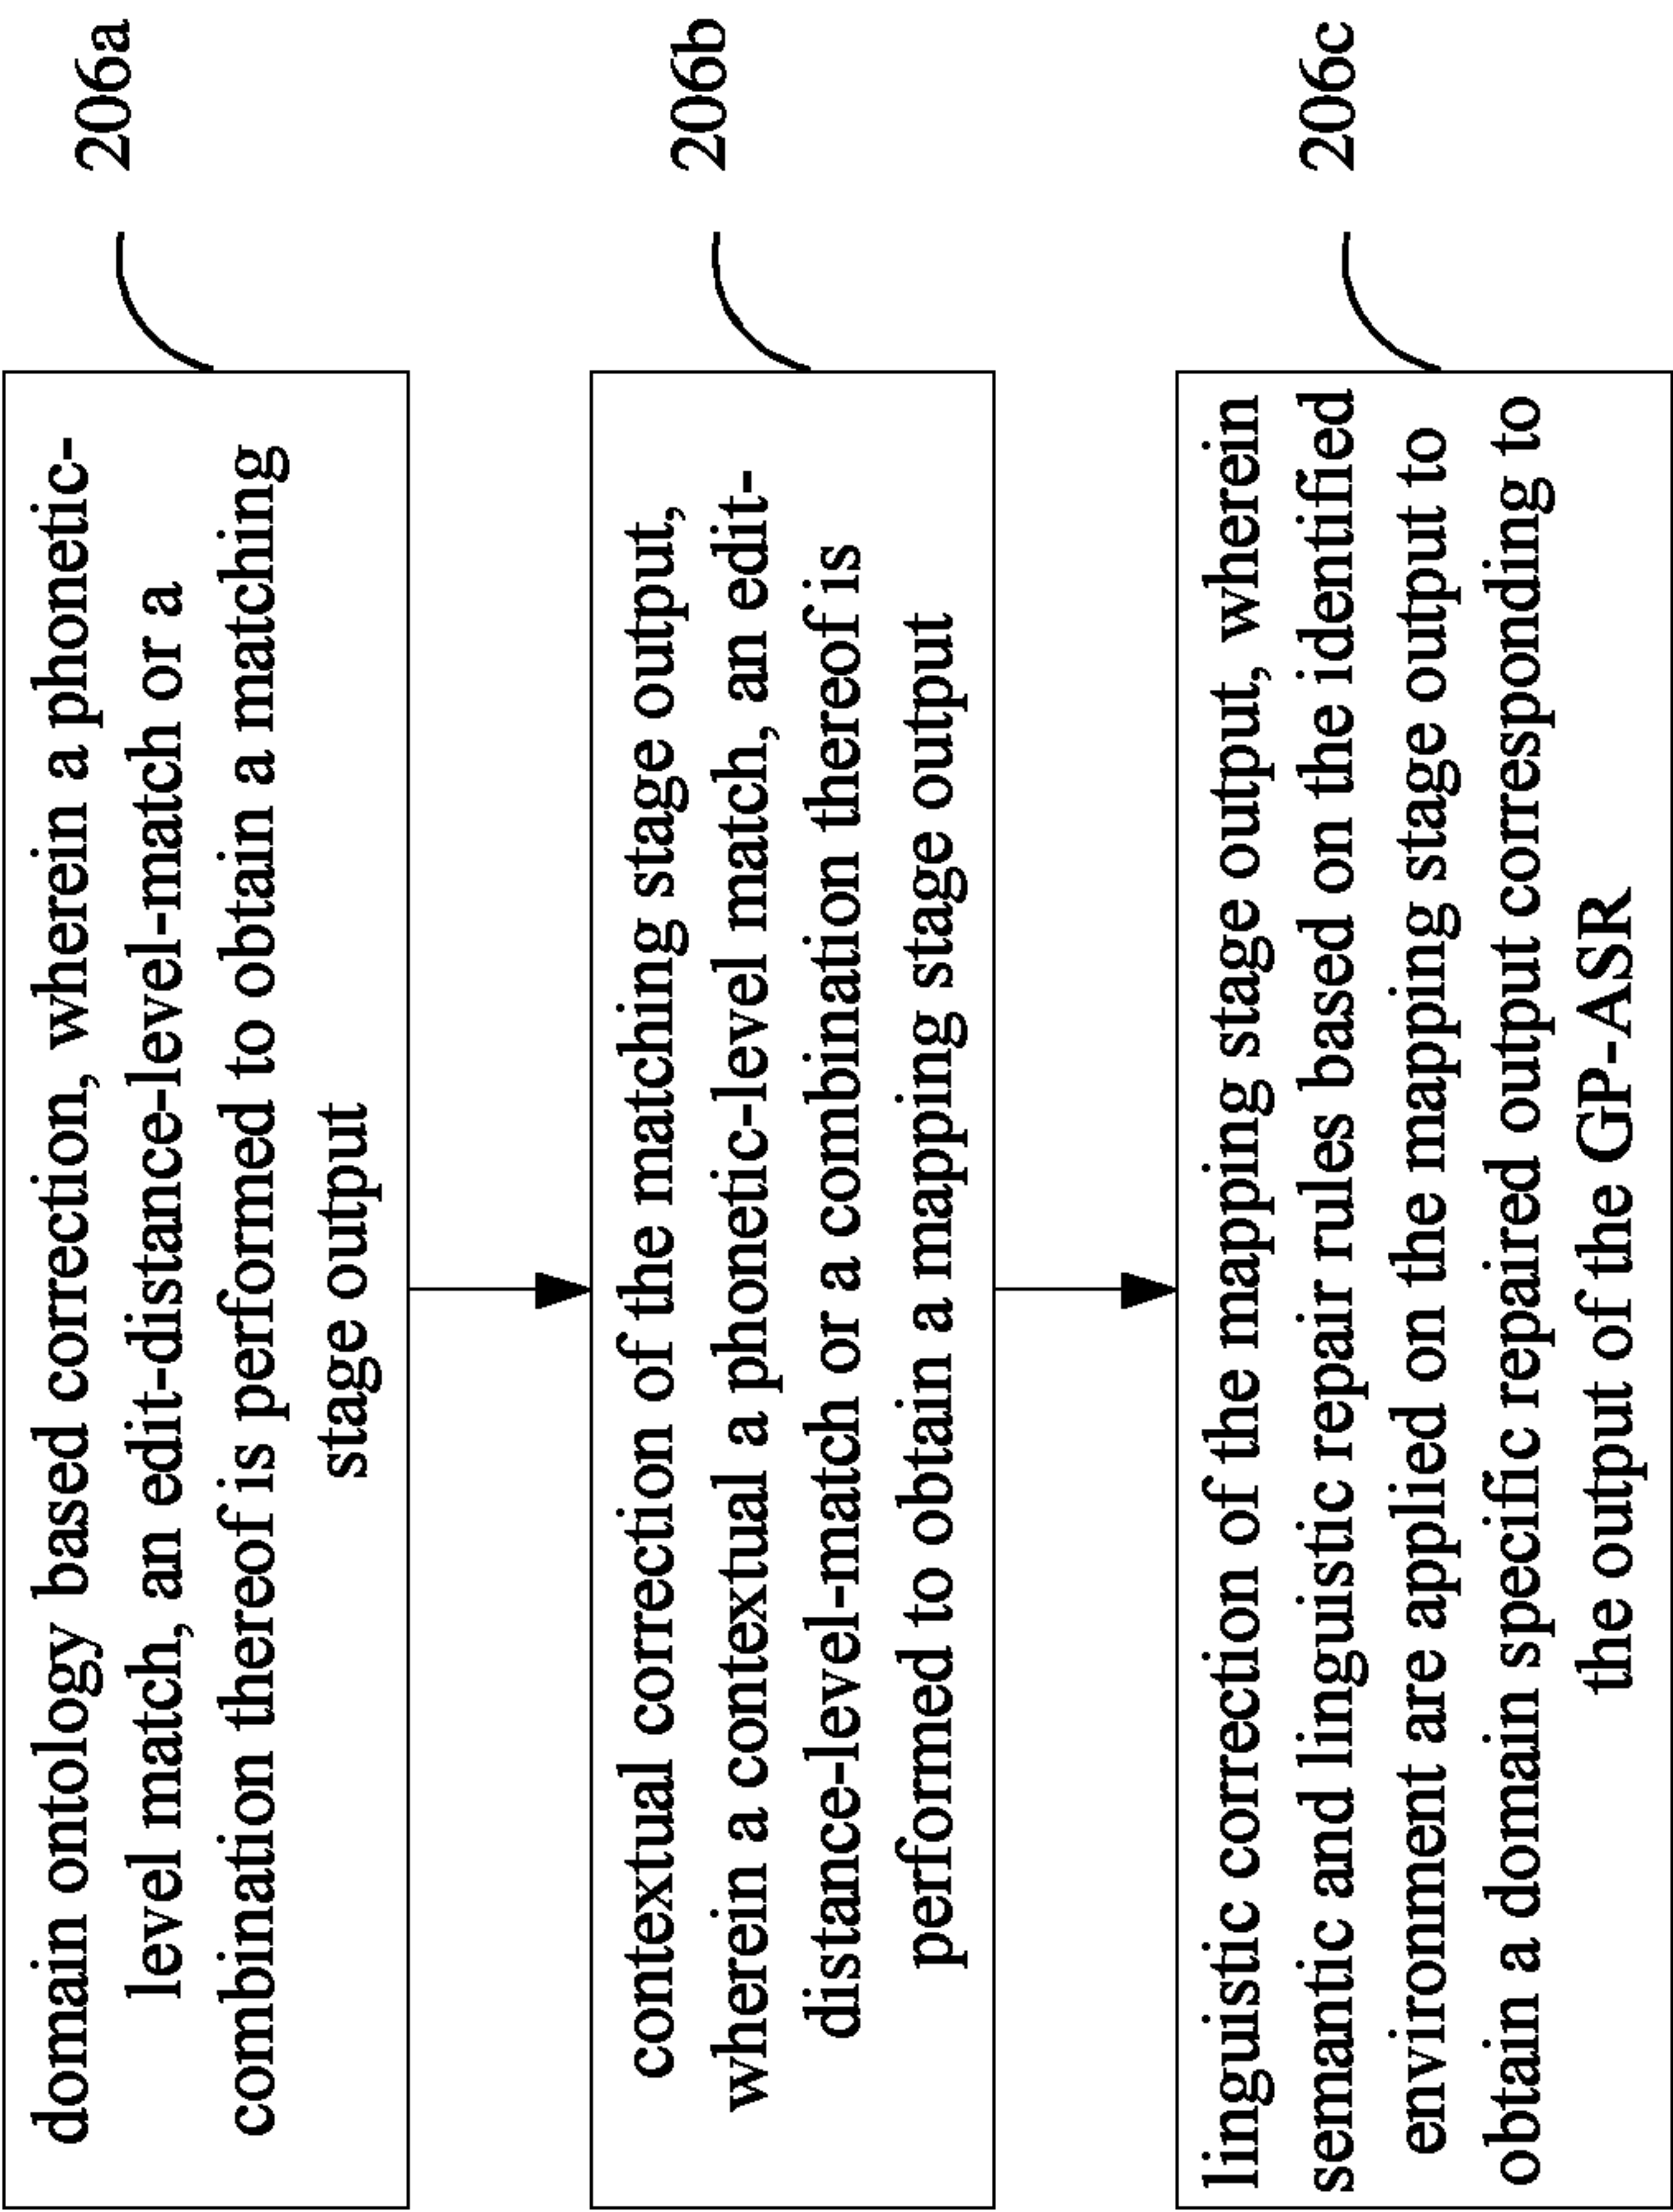 domain ontology based correction, wherein a phonetic-
level match, an edit-distance-level-match or a
combination thereof is performed to obtain a matching
stage output
206a
contextual correction of the matching stage output,
wherein a contextual a phonetic-level match, an edit-
distance-level-match or a combination thereof is
performed to obtain a mapping stage output
206b
linguistic correction of the mapping stage output, wherein
semantic and linguistic repair rules based on the identified
environment are applied on the mapping stage output to
obtain a domain specific repaired output corresponding to
the output of the GP-ASR
206c